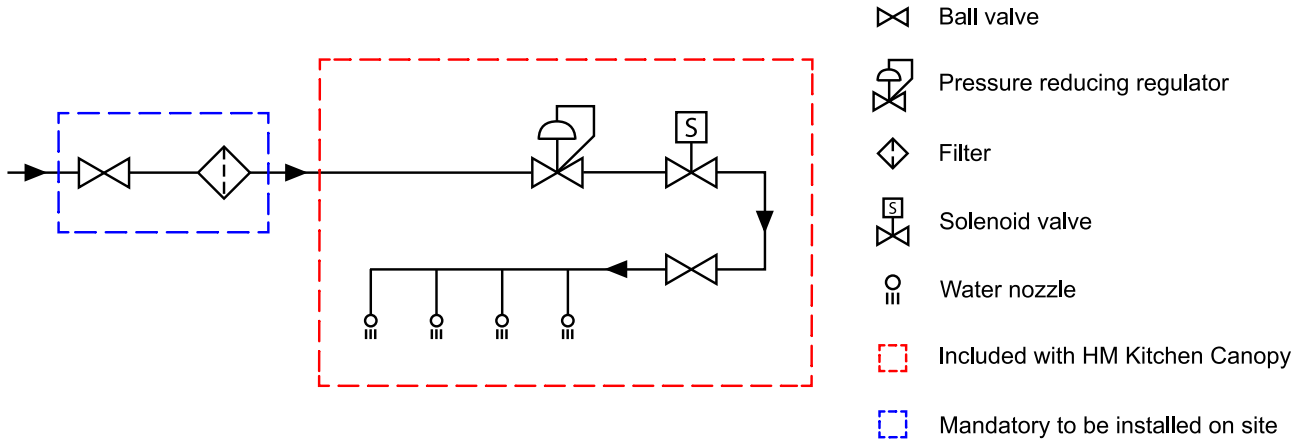 Ball valve
S
Pressure reducing regulator
Filter
S
Solenoid valve
Water nozzle
Included with HM Kitchen Canopy
Mandatory to be installed on site